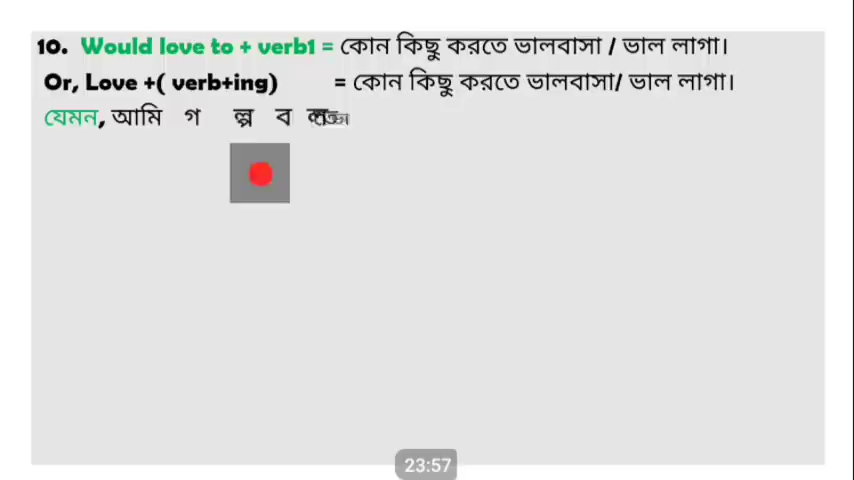 10. Would love to + verb1 = কোন কিছু করতে ভালবাসা / ভাল লাগা।
Or, Love +( verb+ing) = কোন কিছু করতে ভালবাসা/ ভাল লাগা।
যেমন, আমি গ ল্প ব
23:57